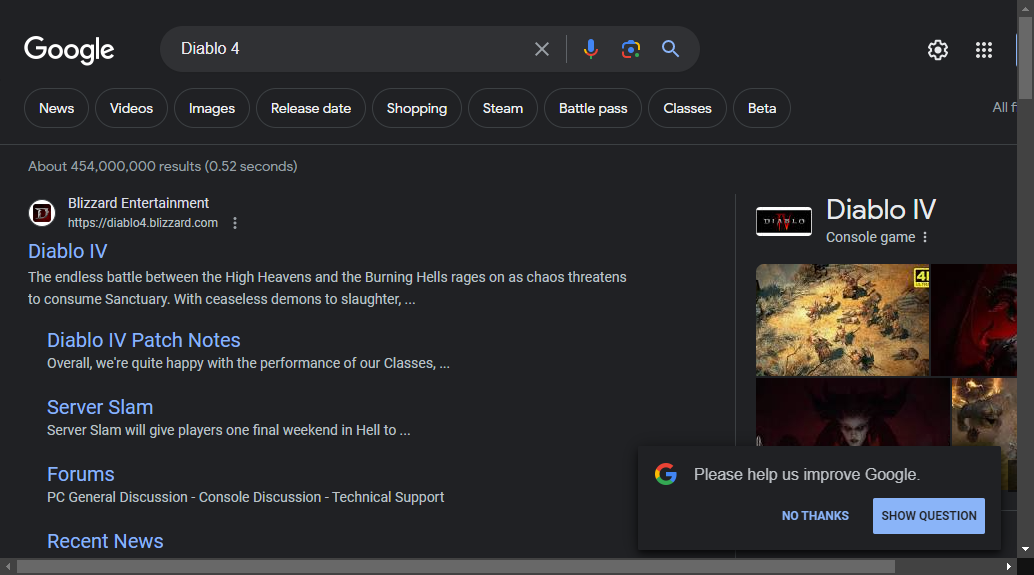 Google
Diablo 4
News
Videos
Images
Release date
Shopping
Steam
Battle pass
Classes
Beta
All f
About 454,000,000 results (0.52 seconds)
Blizzard Entertainment
https://diablo4.blizzard.com
Diablo IV
The endless battle between the High Heavens and the Burning Hells rages on as chaos threatens
to consume Sanctuary. With ceaseless demons to slaughter, ...
Diablo IV Patch Notes
Overall, we're quite happy with the performance of our Classes, ...
Server Slam
Server Slam will give players one final weekend in Hell to ...
Forums
PC General Discussion - Console Discussion - Technical Support
Recent News
DIABLO IV
Diablo IV
Console game
Please help us improve Google.
NO THANKS
SHOW QUESTION